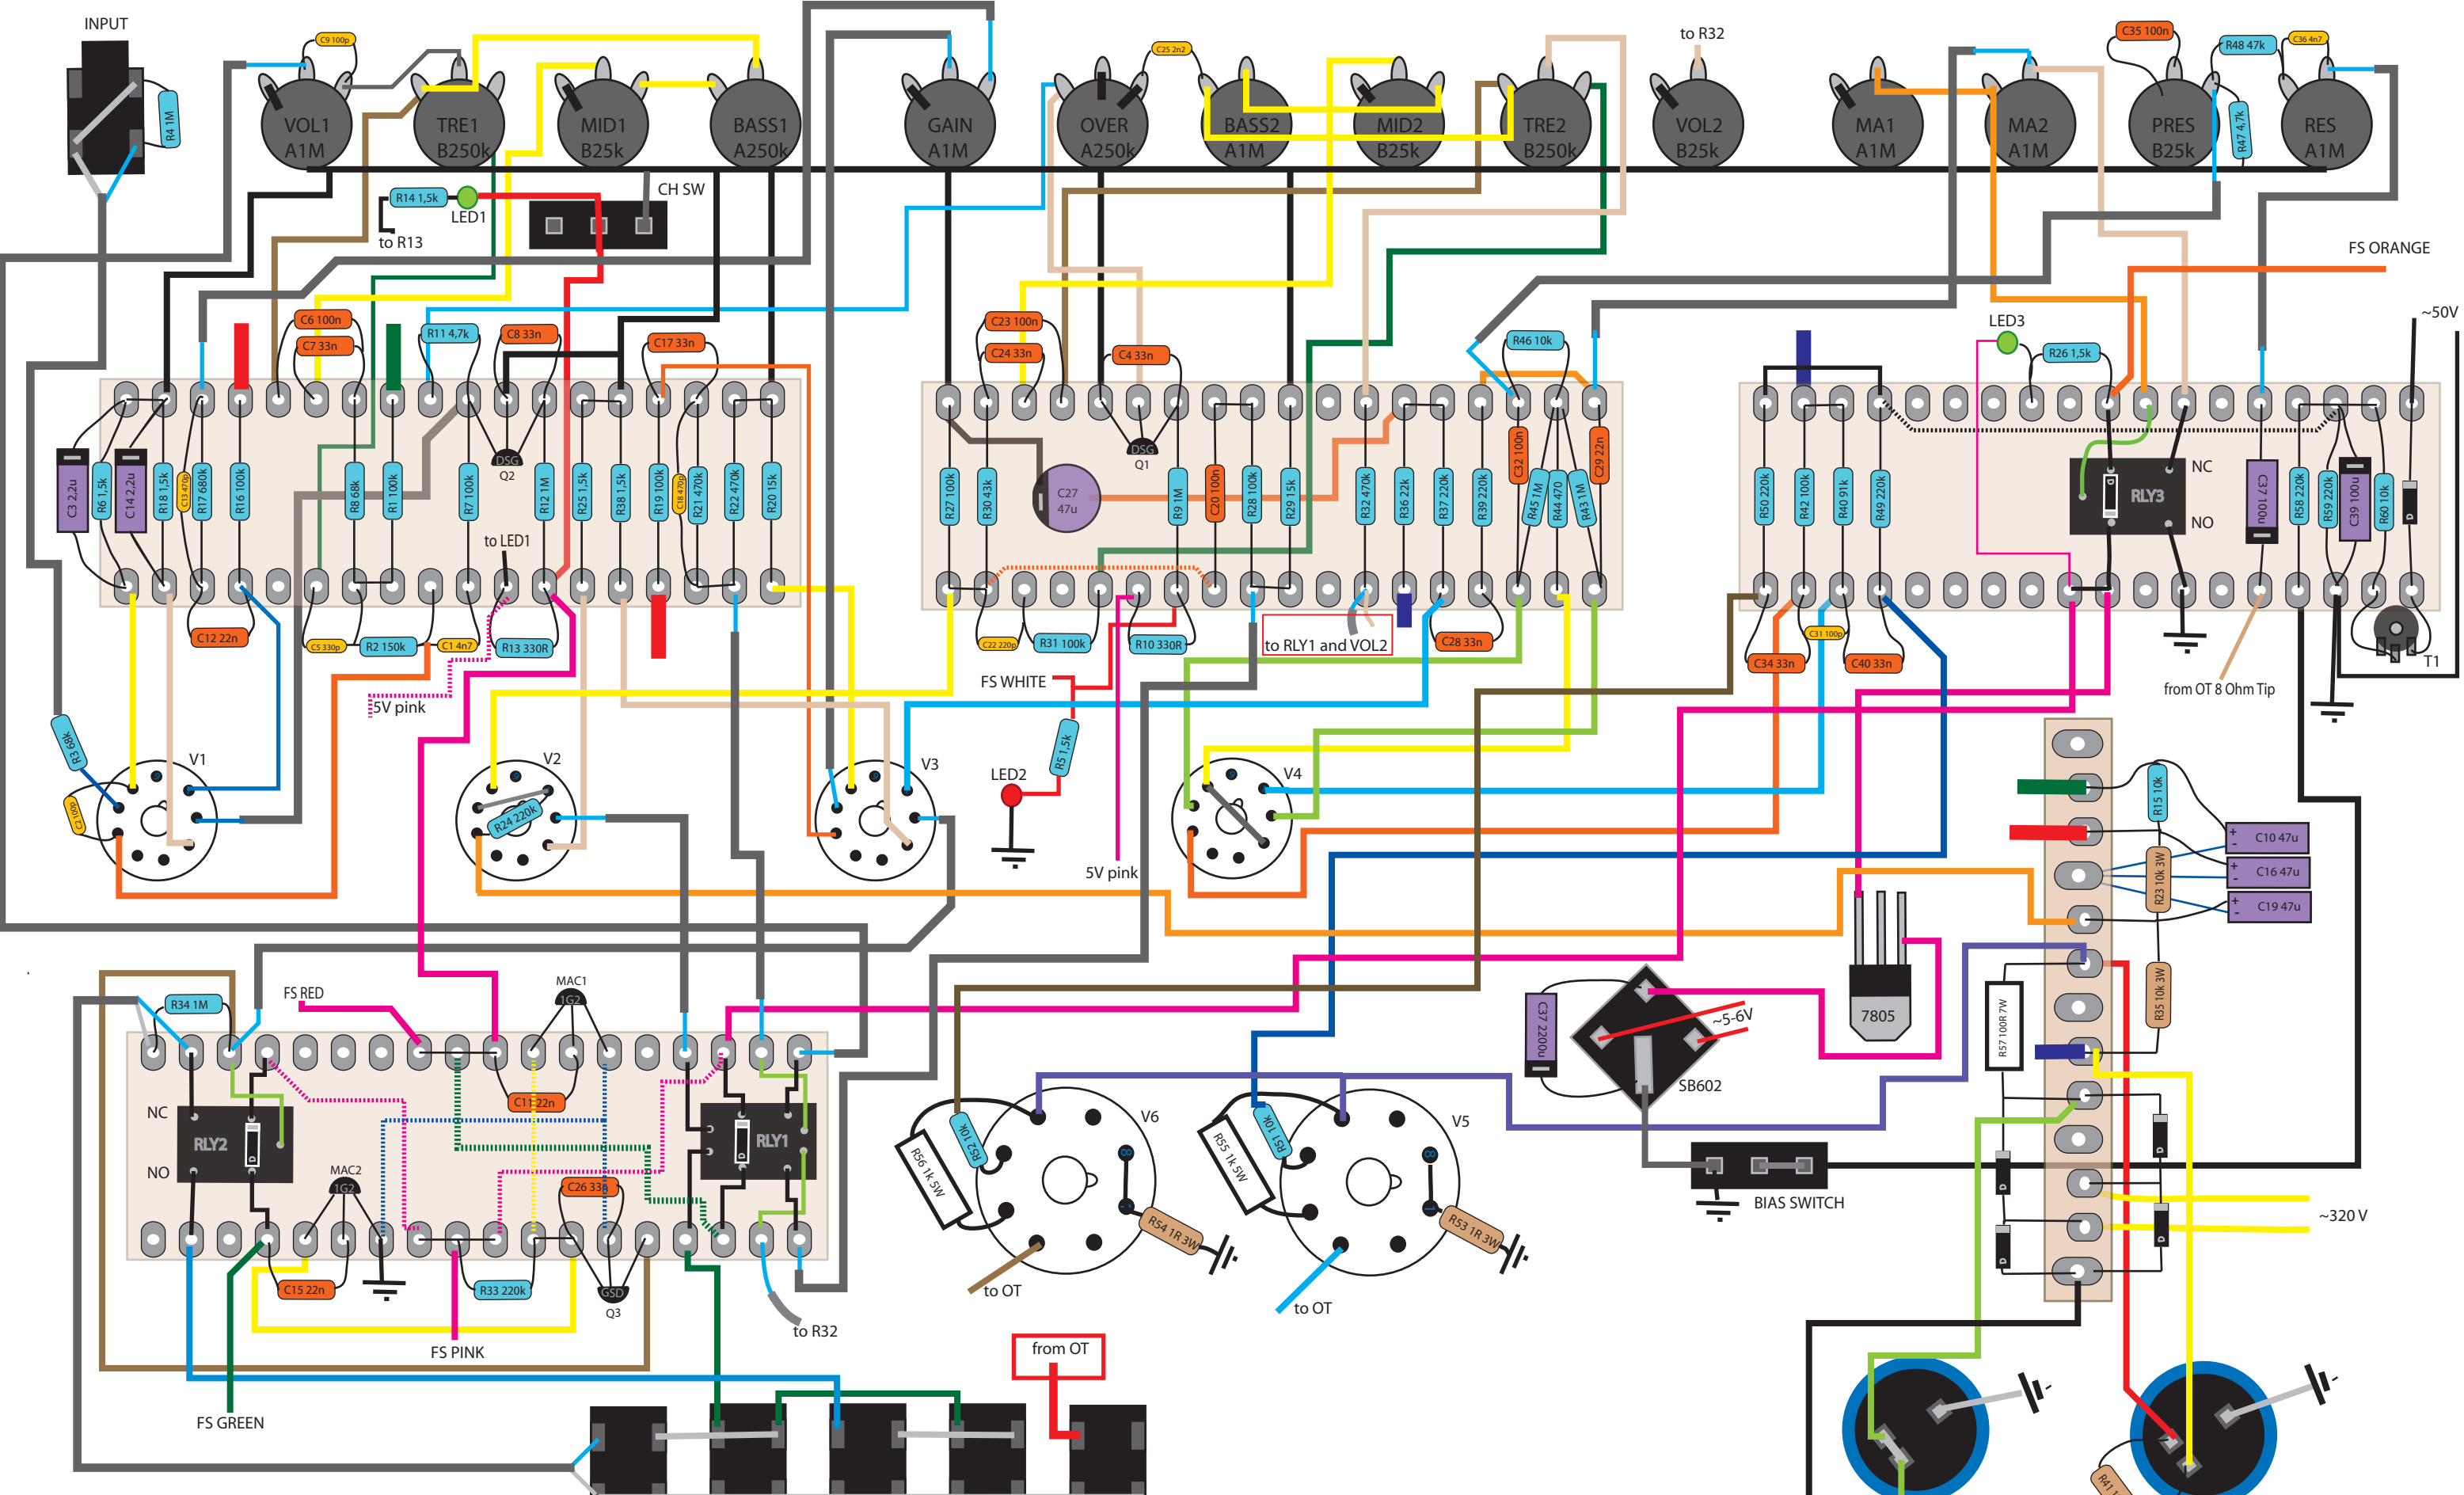 INPUT
C9 100p
R4 1M
VOL1
A1M
TRE1
B250k
MID1
B25k
BASS1
A250k
GAIN
A1M
OVER
A250k
C25 2n2
BASS2
A1M
MID2
B25k
TRE2
B250k
to R32
VOL2
B25k
MA1
A1M
MA2
A1M
C35 100n
PRES
B25k
R48 47k
R47 4,7k
C36 4n7
RES
A1M
R14 1,5k
LED1
to R13
CH SW
FS ORANGE
~50V
C6 100n
C7 33n
R11 4,7k
C8 33n
C17 33n
C23 100n
C24 33n
C4 33n
R46 10k
LED3
R26 1,5k
C3 2,2u
R6 1,5k
C14 2,2u
R18 1,5k
C13 470p
R17 680k
R16 100k
R8 68k
R1 100k
R7 100k
DSG
Q2
R12 1M
R25 1,5k
R38 1,5k
R19 100k
C18 470p
R21 470k
R22 470k
R20 15k
to LED1
R27 100k
R30 43k
C27
47u
DSG
Q1
R9 1M
C20 100n
R28 100k
R29 15k
R32 470k
R36 22k
R37 220k
R39 220k
C32 100n
R45 1M
R44 470
R43 1M
C29 22n
R50 220k
R42 100k
R40 91k
R49 220k
NC
D
RLY3
NO
C37 100u
R58 220k
R59 220k
C39 100u
R60 10k
D
C12 22n
C5 330p
R2 150k
C1 4n7
R13 330R
5V pink
C22 220p
R31 100k
R10 330R
to RLY1 and VOL2
C28 33n
C34 33n
C31 100p
C40 33n
from OT 8 Ohm Tip
T1
FS WHITE
R5 1,5k
LED2
5V pink
R3 68k
C2 100p
V1
V2
R24 220k
V3
V4
R15 10k
C10 47u
+
-
R23 10k 3W
C16 47u
+
-
C19 47u
+
-
R35 10k 3W
R57 100R 7W
7805
C37 2200u
~5-6V
SB602
BIAS SWITCH
~320 V
D
D
D
D
R34 1M
FS RED
MAC1
1G2
C11 22n
NC
RLY2
D
NO
MAC2
1G2
C26 33n
D
RLY1
C15 22n
R33 220k
GSD
Q3
FS PINK
FS GREEN
to R32
from OT
R52 10k
R56 1k 5W
V6
8
1
R54 1R 3W
to OT
R51 10k
R55 1k 5W
V5
8
1
R53 1R 3W
to OT